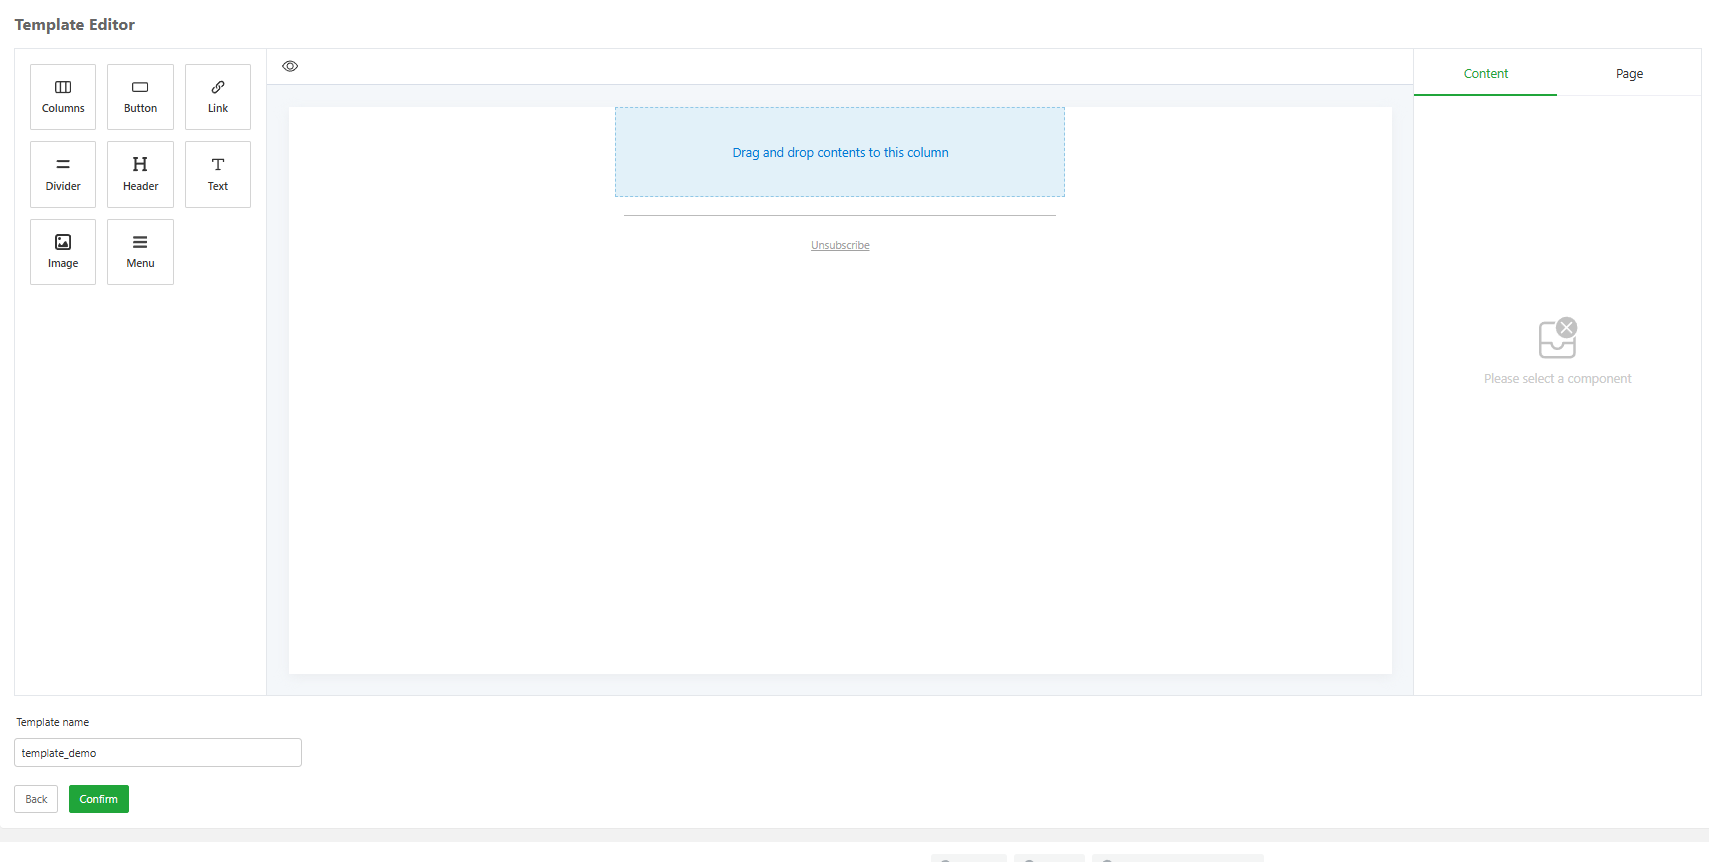 Template Editor
Columns
Button
Link
Divider
Header
Text
Image
Menu
Drag and drop contents to this column
Unsubscribe
Content
Page
Please select a component
Template name
template_demo
Back
Confirm